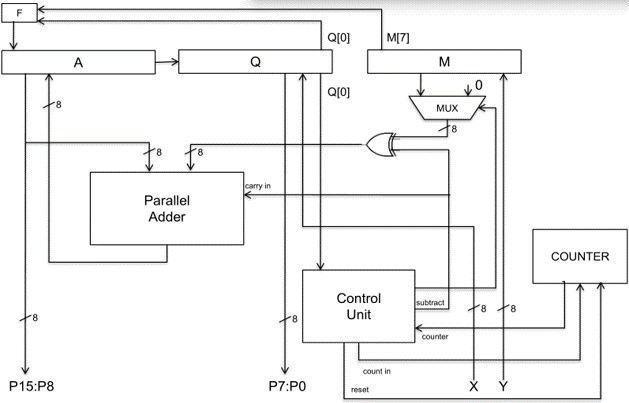 F
Q[0]
M[7]
A
Q
M
Q[0]
0
MUX
8
8
8
8
carry in
Parallel
Adder
COUNTER
Control
Unit
subtract
8
8
8
8
counter
count in
P15:P8
P7:P0
reset
X
Y